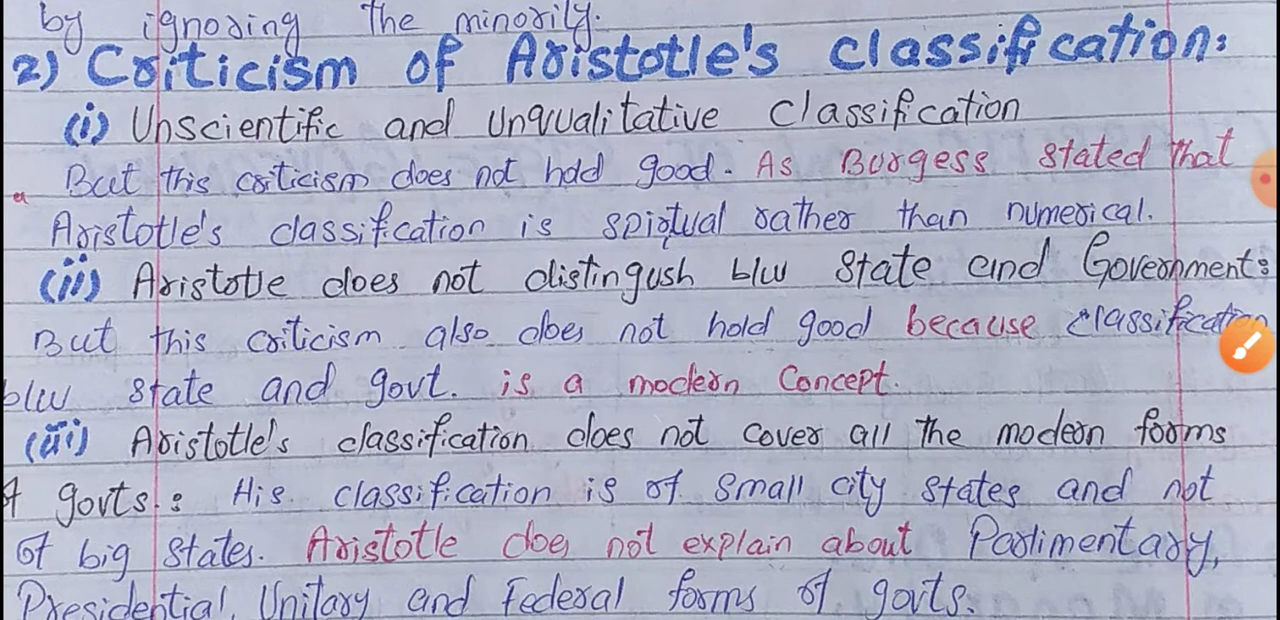 by ignoring the minority.
2) Criticism of Aristotle's classification:
(i) Unscientific and Unqualitative Classification
But this criticism does not hold good. As Burgess stated that
Aristotle's classification is spiritual rather than numerical.
(ii) Aristotle does not distingush b/w State and Government:
But this criticism also does not hold good because classification
b/w state and govt. is a modern Concept.
(iii) Aristotle's classification does not cover all the modern forms
of govts.: His classification is of small city states and not
of big states. Aristotle does not explain about Parlimentary,
Presidential, Unitary and Federal forms of govts.